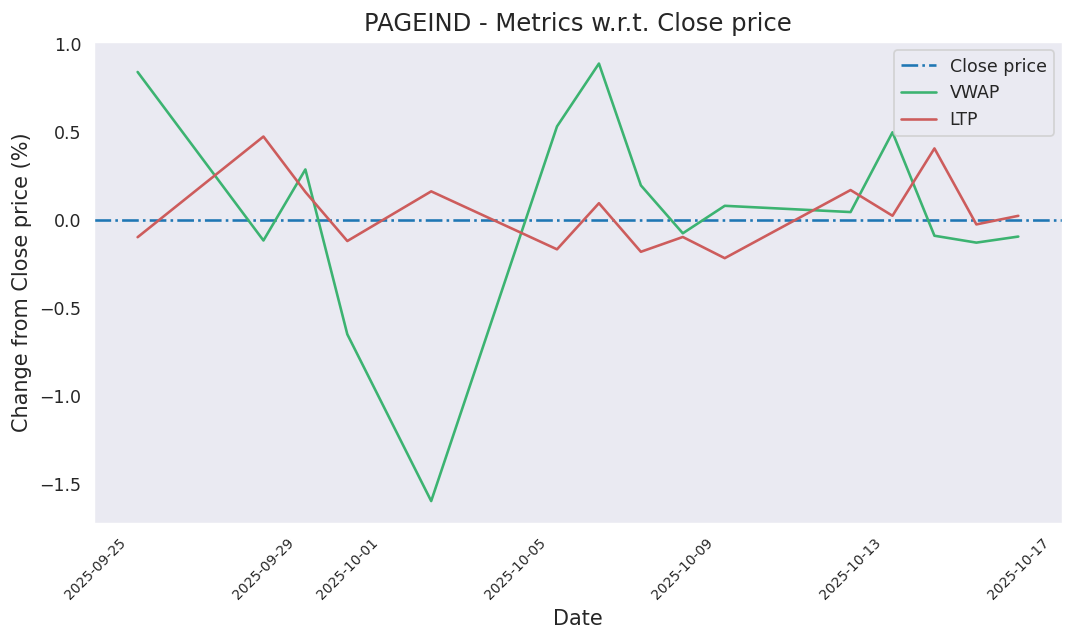 PAGEIND - Metrics w.r.t. Close price
Close price
VWAP
LTP
Change from Close price (%)
1.0
0.5
0.0
−0.5
−1.0
−1.5
2025-09-25
2025-09-29
2025-10-01
2025-10-05
2025-10-09
2025-10-13
2025-10-17
Date